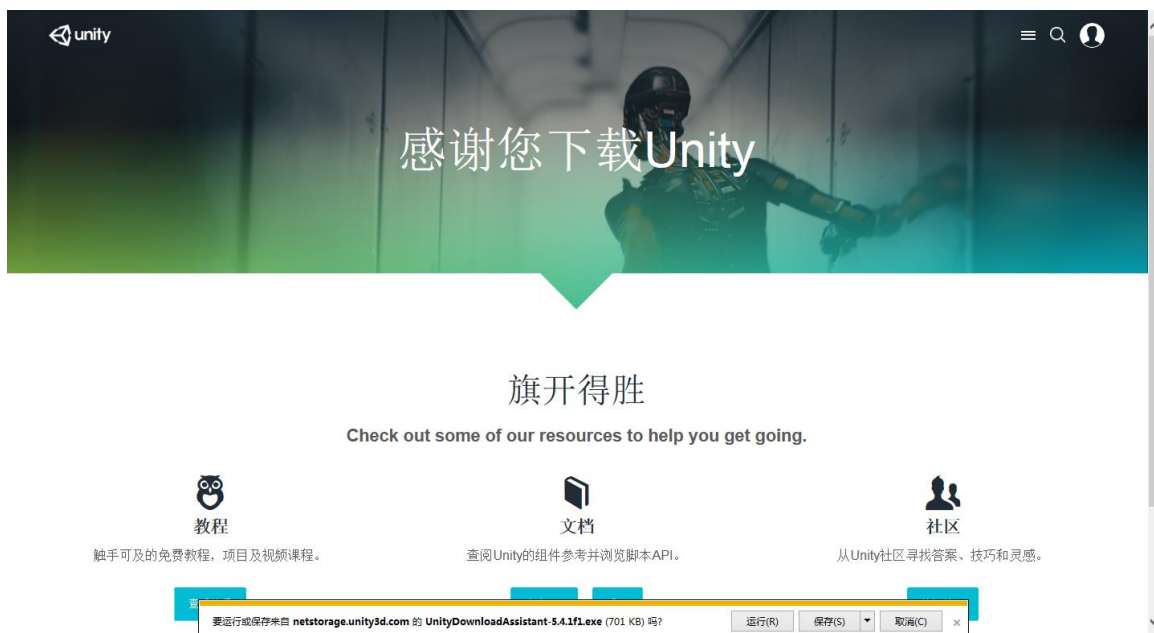 unity
感谢您下载Unity
旗开得胜
Check out some of our resources to help you get going.
教程
文档
社区
触手可及的免费教程，项目及视频课程。
查阅Unity的组件参考并浏览脚本API。
从Unity社区寻找答案、技巧和灵感。
要运行或保存来自 netstorage.unity3d.com 的 UnityDownloadAssistant-5.4.1f1.exe (701 KB) 吗?
运行(R)
保存(S)
取消(C)